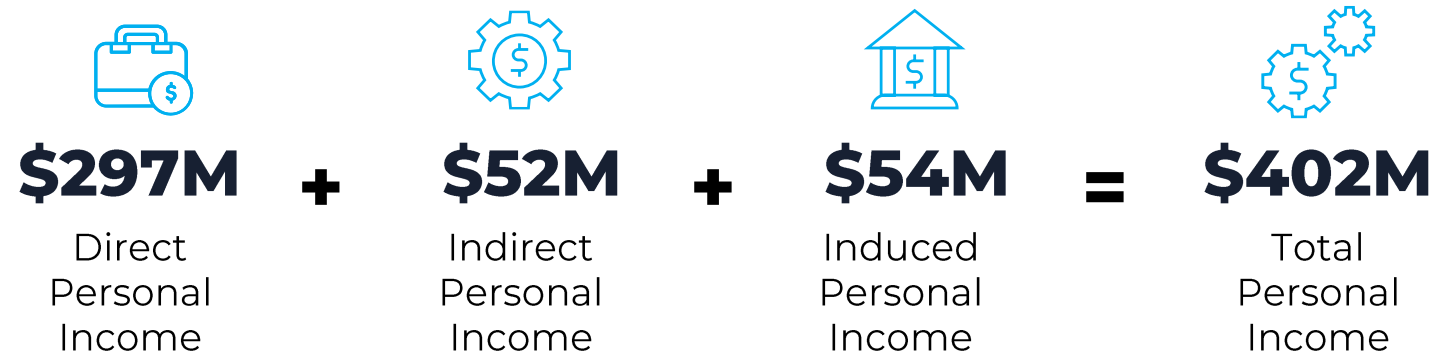 $297M + $52M + $54M = $402M
Direct Personal Income
Indirect Personal Income
Induced Personal Income
Total Personal Income